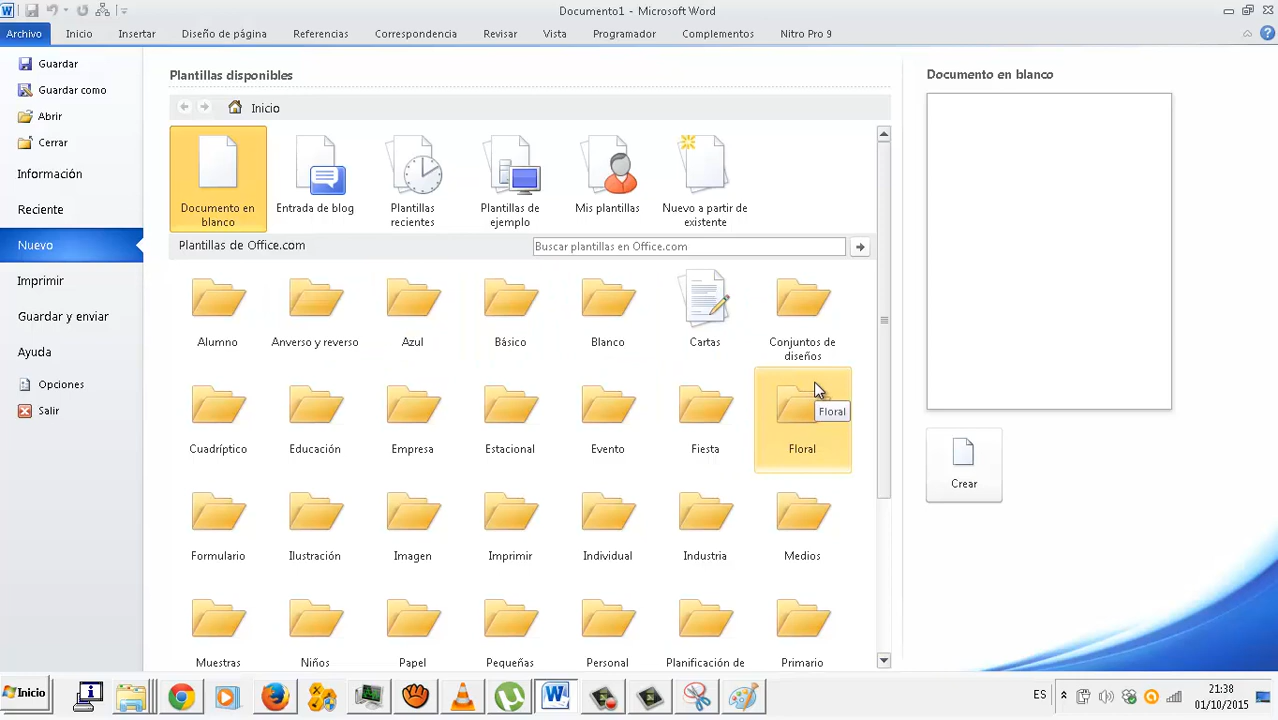 Documento1 - Microsoft Word
Archivo Inicio Insertar Diseño de página Referencias Correspondencia Revisar Vista Programador Complementos Nitro Pro 9
Guardar
Guardar como
Abrir
Cerrar
Información
Reciente
Nuevo
Imprimir
Guardar y enviar
Ayuda
Opciones
Salir
Plantillas disponibles
Inicio
Documento en blanco
Entrada de blog
Plantillas recientes
Plantillas de ejemplo
Mis plantillas
Nuevo a partir de existente
Plantillas de Office.com
Buscar plantillas en Office.com
Alumno
Anverso y reverso
Azul
Básico
Blanco
Cartas
Conjuntos de diseños
Cuadríptico
Educación
Empresa
Estacional
Evento
Fiesta
Floral
Floral
Formulario
Ilustración
Imagen
Imprimir
Individual
Industria
Medios
Muestras
Niños
Papel
Pequeñas
Personal
Planificación de
Primario
Documento en blanco
Crear
Inicio
ES
21:38
01/10/2015